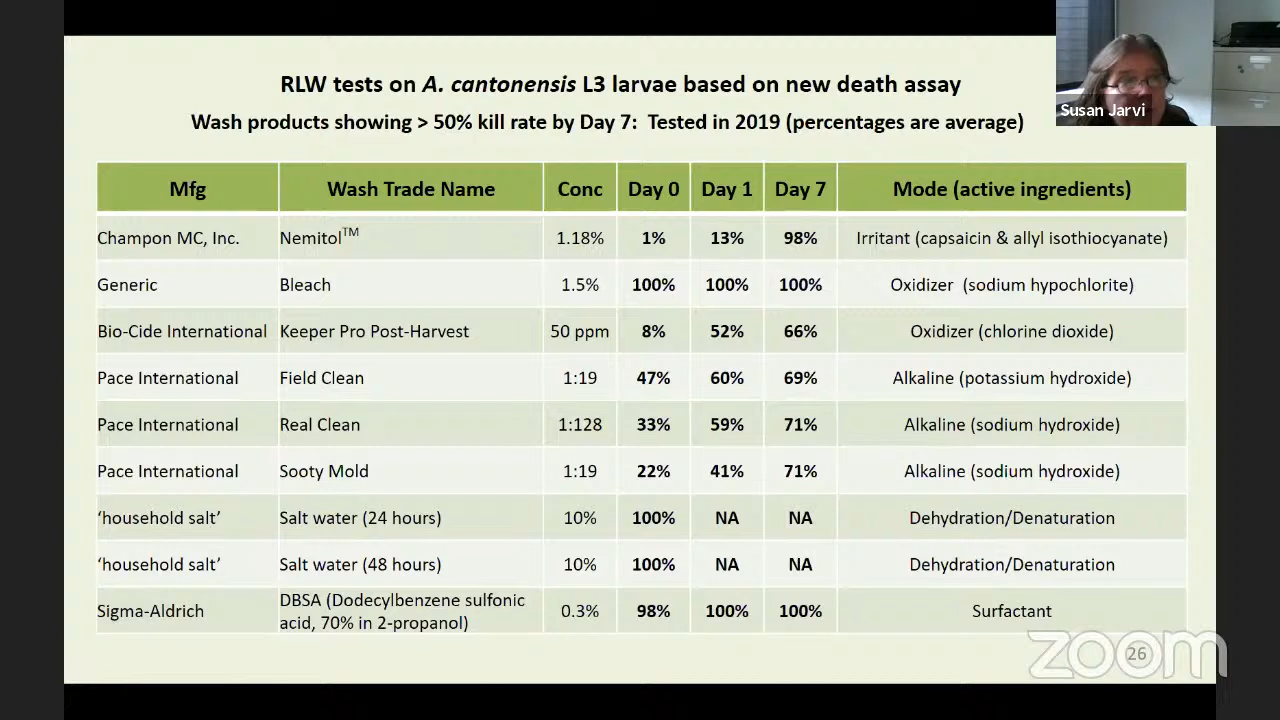 RLW tests on A. cantonensis L3 larvae based on new death assay
Wash products showing > 50% kill rate by Day 7: Tested in 2019 (percentages are average)
Susan Jarvi
Mfg Wash Trade Name Conc Day 0 Day 1 Day 7 Mode (active ingredients)
Champon MC, Inc. Nemitol™ 1.18% 1% 13% 98% Irritant (capsaicin & allyl isothiocyanate)
Generic Bleach 1.5% 100% 100% 100% Oxidizer (sodium hypochlorite)
Bio-Cide International Keeper Pro Post-Harvest 50 ppm 8% 52% 66% Oxidizer (chlorine dioxide)
Pace International Field Clean 1:19 47% 60% 69% Alkaline (potassium hydroxide)
Pace International Real Clean 1:128 33% 59% 71% Alkaline (sodium hydroxide)
Pace International Sooty Mold 1:19 22% 41% 71% Alkaline (sodium hydroxide)
‘household salt’ Salt water (24 hours) 10% 100% NA NA Dehydration/Denaturation
‘household salt’ Salt water (48 hours) 10% 100% NA NA Dehydration/Denaturation
Sigma-Aldrich DBSA (Dodecylbenzene sulfonic
acid, 70% in 2-propanol) 0.3% 98% 100% 100% Surfactant
zoom
26